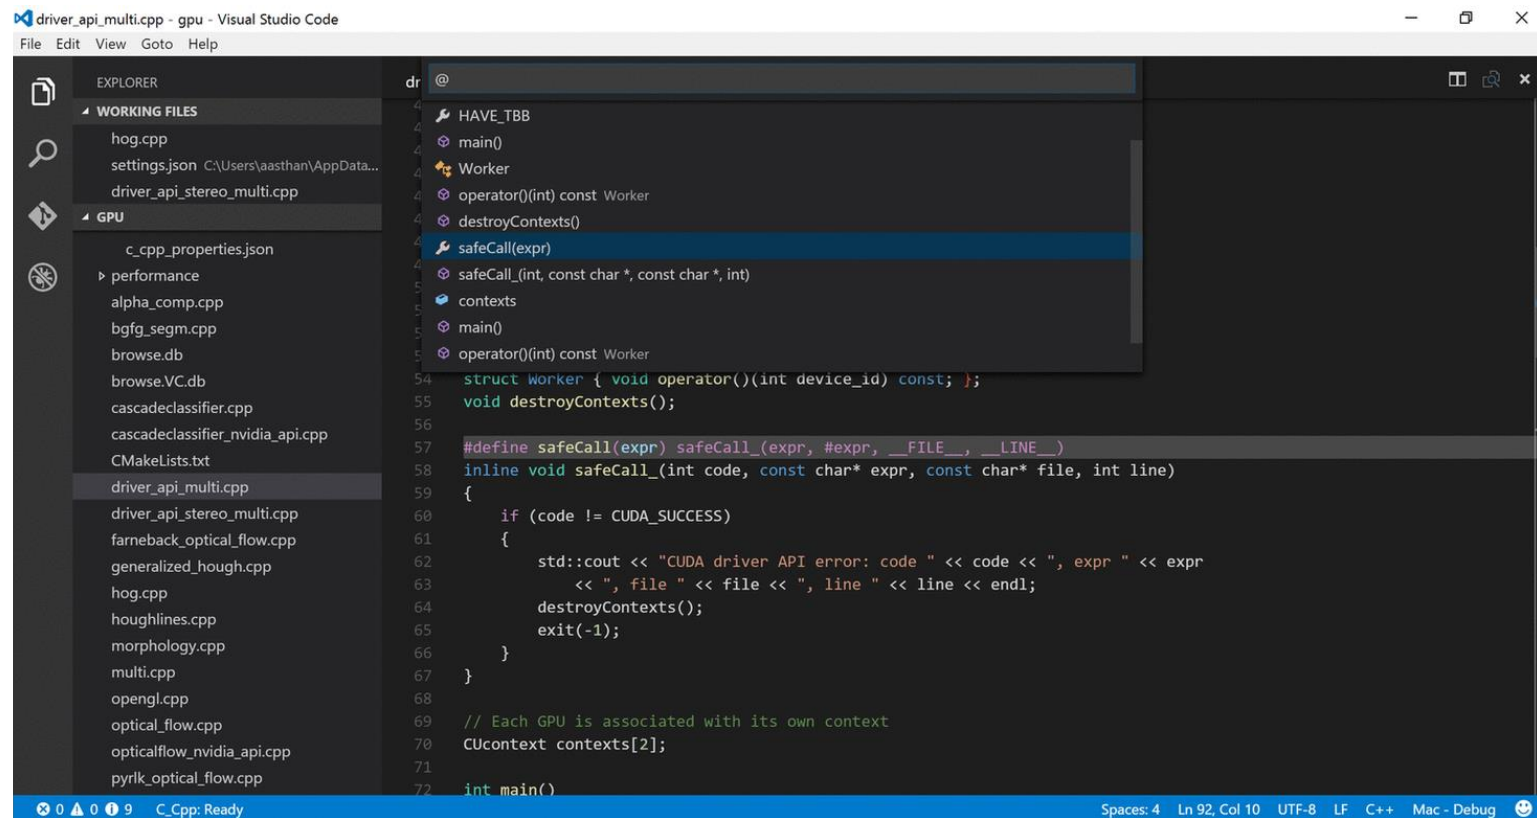 driver_api_multi.cpp - gpu - Visual Studio Code
File Edit View Goto Help
EXPLORER
WORKING FILES
hog.cpp
settings.json C:\Users\aasthan\AppData...
driver_api_stereo_multi.cpp
GPU
c_cpp_properties.json
performance
alpha_comp.cpp
bgfg_segm.cpp
browse.db
browse.VC.db
cascadeclassifier.cpp
cascadeclassifier_nvidia_api.cpp
CMakeLists.txt
driver_api_multi.cpp
driver_api_stereo_multi.cpp
farneback_optical_flow.cpp
generalized_hough.cpp
hog.cpp
houghlines.cpp
morphology.cpp
multi.cpp
opengl.cpp
optical_flow.cpp
opticalflow_nvidia_api.cpp
pyrlk_optical_flow.cpp
dr
@
HAVE_TBB
main()
Worker
operator()(int) const Worker
destroyContexts()
safeCall(expr)
safeCall_(int, const char *, const char *, int)
contexts
main()
operator()(int) const Worker
54 struct Worker { void operator()(int device_id) const; };
55 void destroyContexts();
56
57 #define safeCall(expr) safeCall_(expr, #expr, __FILE__, __LINE__)
58 inline void safeCall_(int code, const char* expr, const char* file, int line)
59 {
60 if (code != CUDA_SUCCESS)
61 {
62 std::cout << "CUDA driver API error: code " << code << ", expr " << expr
63 << ", file " << file << ", line " << line << endl;
64 destroyContexts();
65 exit(-1);
66 }
67 }
68
69 // Each GPU is associated with its own context
70 CUcontext contexts[2];
71
72 int main()
0 0 9 C_Cpp: Ready
Spaces: 4 Ln 92, Col 10 UTF-8 LF C++ Mac - Debug